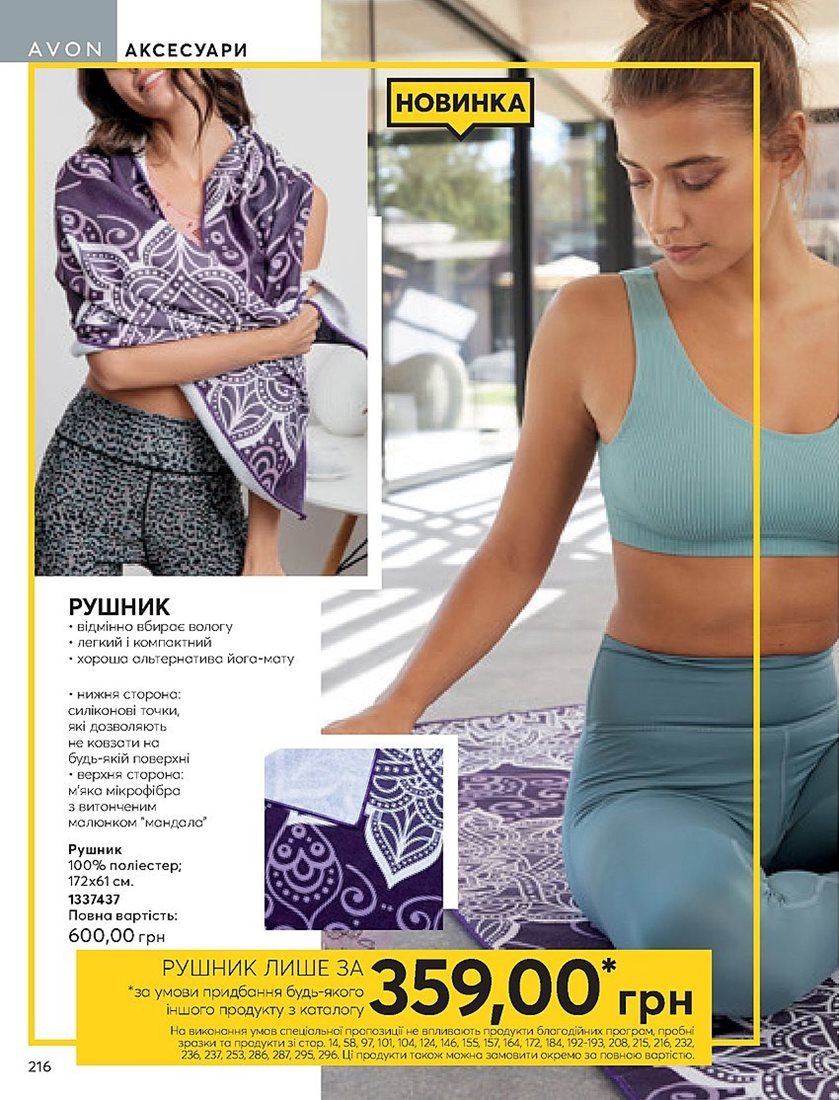 AVON АКСЕСУАРИ
НОВИНКА
РУШНИК
• відмінно вбирає вологу
• легкий і компактний
• хороша альтернатива йога-мату
• нижня сторона:
силіконові точки,
які дозволяють
не ковзати на
будь-якій поверхні
• верхня сторона:
м'яка мікрофібра
з витонченим
малюнком "мандала"
Рушник
100% поліестер;
172х61 см.
1337437
Повна вартість:
600,00 грн
РУШНИК ЛИШЕ ЗА
*за умови придбання будь-якого
іншого продукту з каталогу
359,00* грн
На виконання умов спеціальної пропозиції не впливають продукти благодійних програм, пробні
зразки та продукти зі стор. 14, 58, 97, 101, 104, 124, 146, 155, 157, 164, 172, 184, 192-193, 208, 215, 216, 232,
236, 237, 253, 286, 287, 295, 296. Ці продукти також можна замовити окремо за повною вартістю.
216